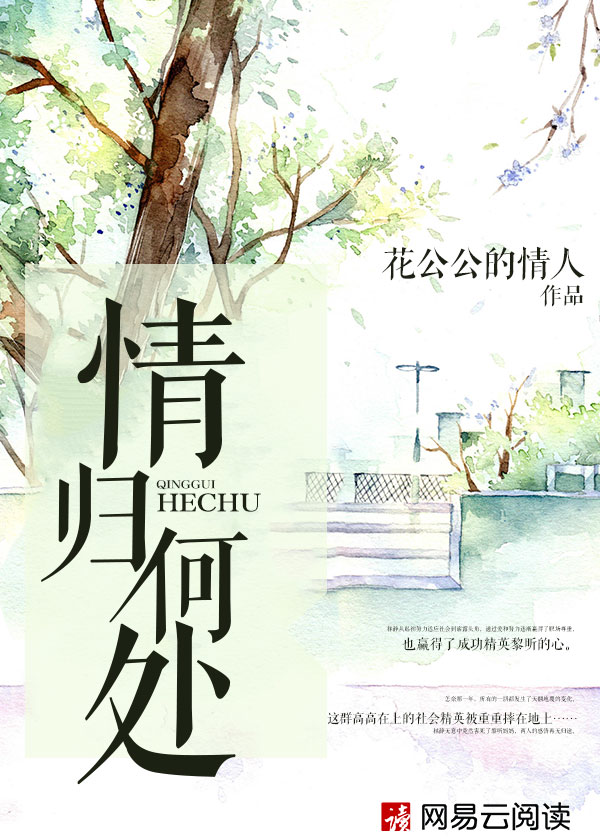 花公公的情人
作品
情归何处
QINGGUI
HECHU
也赢得了成功精英黎昕的心。
这群高高在上的社会精英被重重摔在地上……
读 网易云阅读